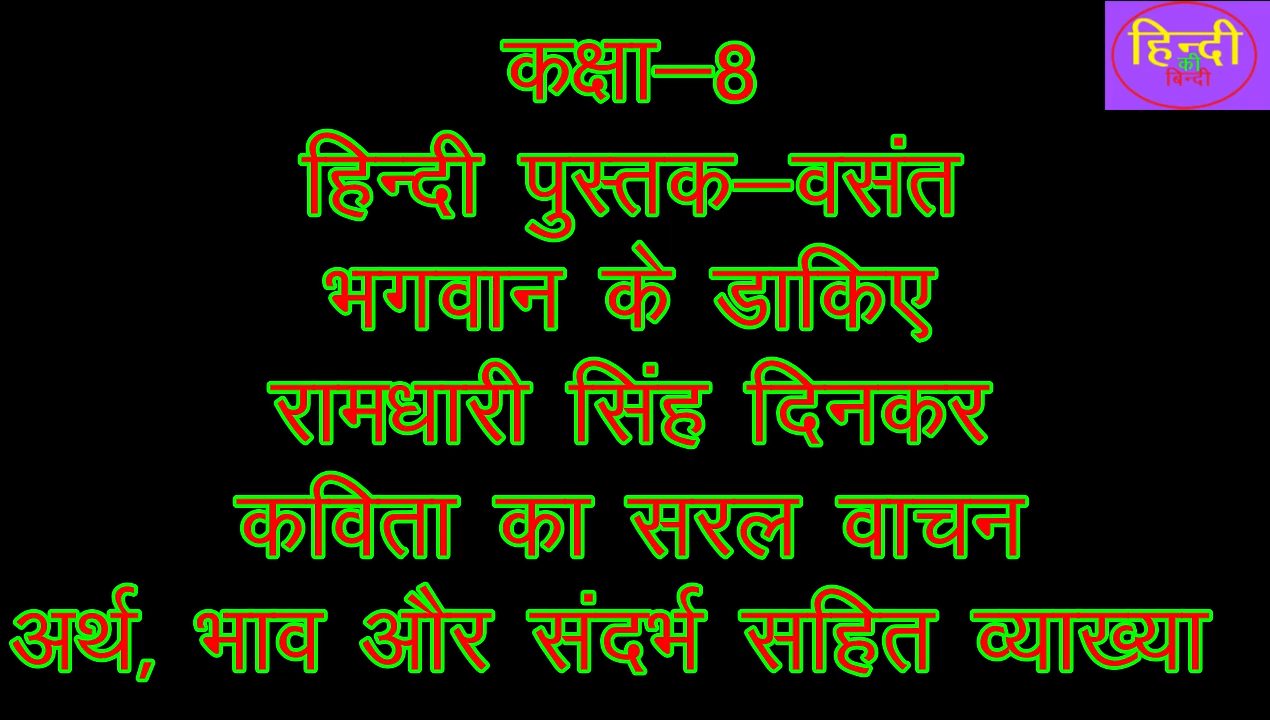 कक्षा–8
हिन्दी पुस्तक–वसंत
भगवान के डाकिए
रामधारी सिंह दिनकर
कविता का सरल वाचन
अर्थ, भाव और संदर्भ सहित व्याख्या
हिन्दी
की
बिन्दी